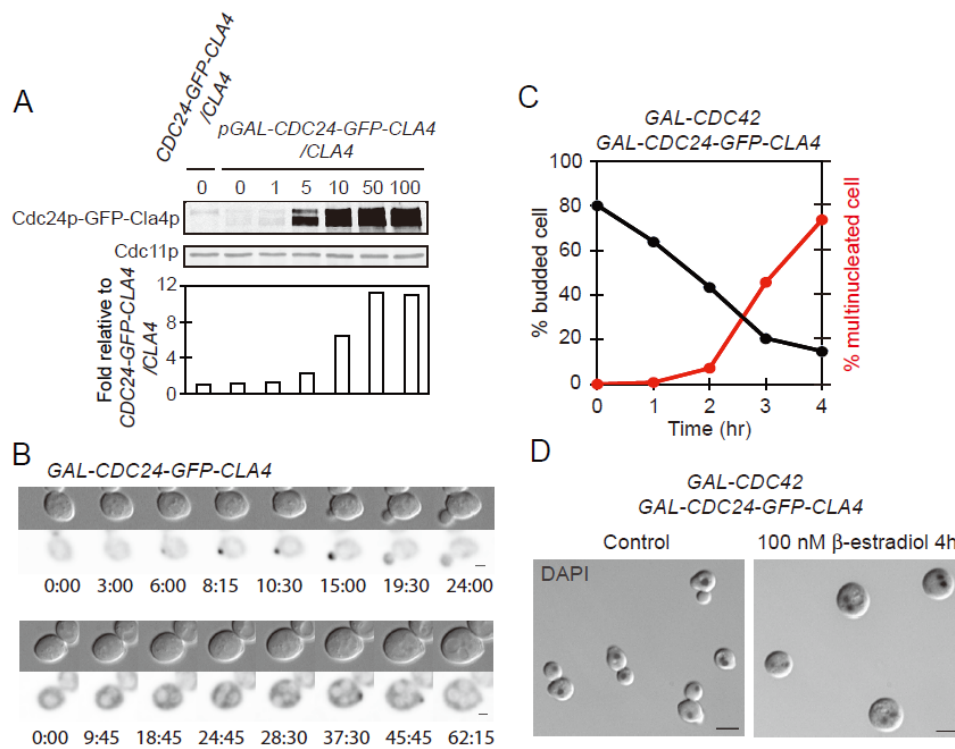 A
CDC24-GFP-CLA4
/CLA4
pGAL-CDC24-GFP-CLA4
/CLA4
0 0 1 5 10 50 100
Cdc24p-GFP-Cla4p
Cdc11p
Fold relative to
CDC24-GFP-CLA4
/CLA4
12
8
4
0
B
GAL-CDC24-GFP-CLA4
0:00 3:00 6:00 8:15 10:30 15:00 19:30 24:00
0:00 9:45 18:45 24:45 28:30 37:30 45:45 62:15
C
GAL-CDC42
GAL-CDC24-GFP-CLA4
% budded cell
100
80
60
40
20
0
% multinucleated cell
0 1 2 3 4
Time (hr)
D
GAL-CDC42
GAL-CDC24-GFP-CLA4
Control 100 nM β-estradiol 4h
DAPI